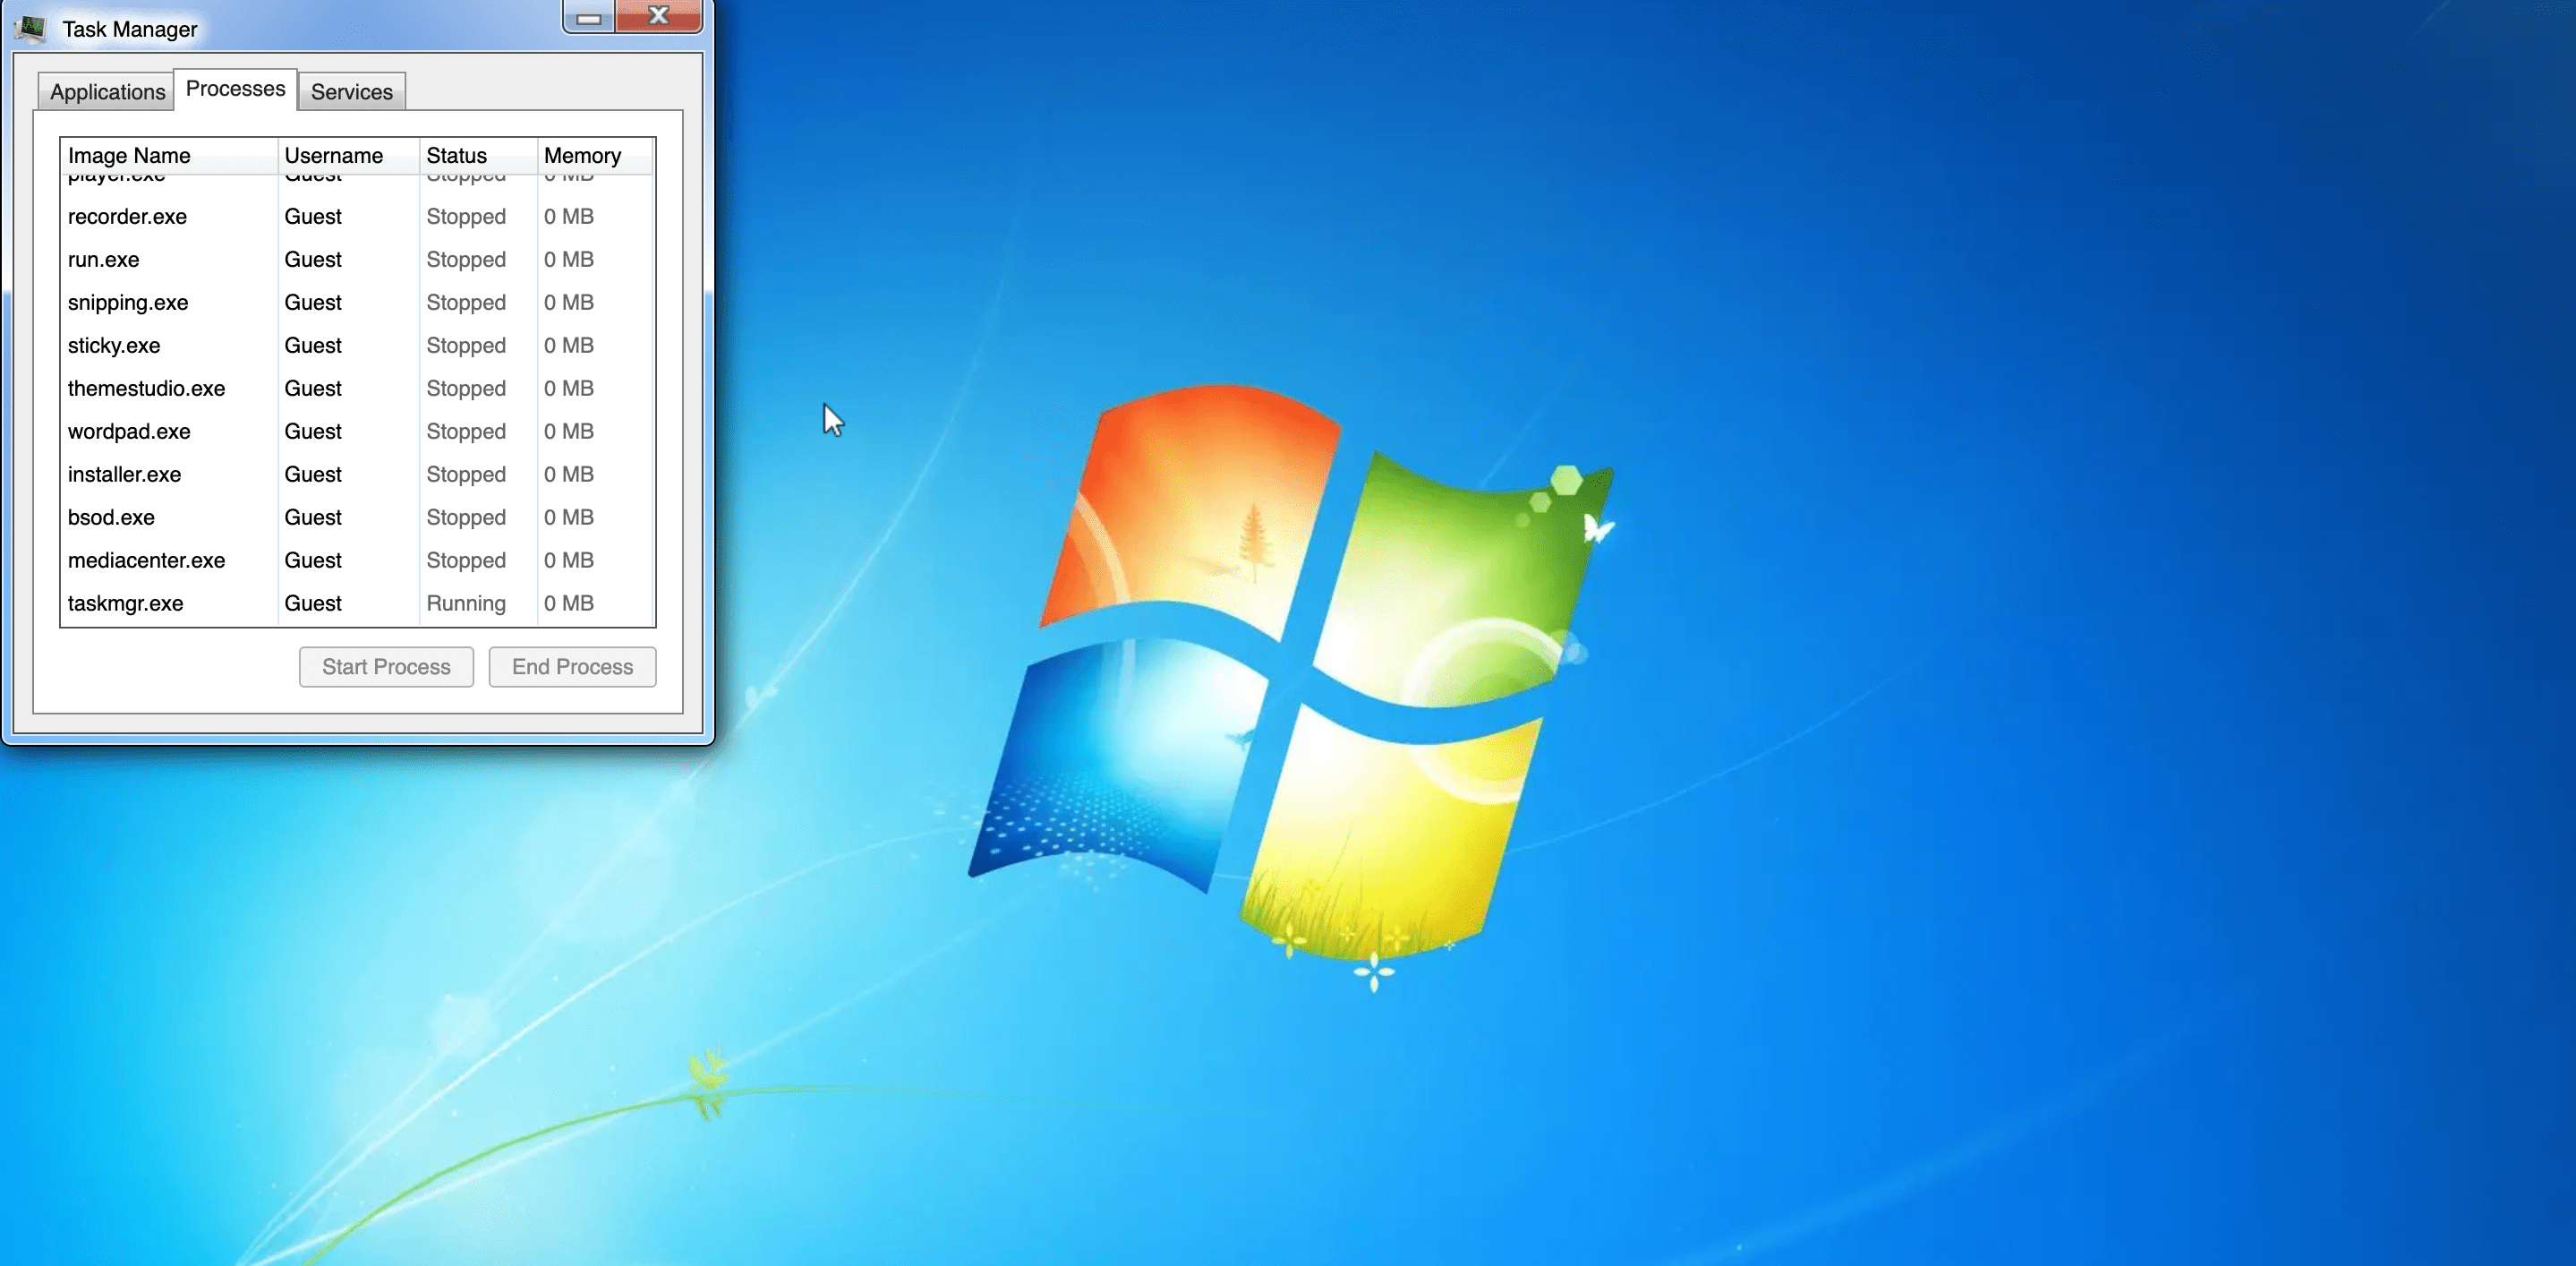 Task Manager
Applications Processes Services
Image Name Username Status Memory
player.exe Guest Stopped 0 MB
recorder.exe Guest Stopped 0 MB
run.exe Guest Stopped 0 MB
snipping.exe Guest Stopped 0 MB
sticky.exe Guest Stopped 0 MB
themestudio.exe Guest Stopped 0 MB
wordpad.exe Guest Stopped 0 MB
installer.exe Guest Stopped 0 MB
bsod.exe Guest Stopped 0 MB
mediacenter.exe Guest Stopped 0 MB
taskmgr.exe Guest Running 0 MB
Start Process End Process